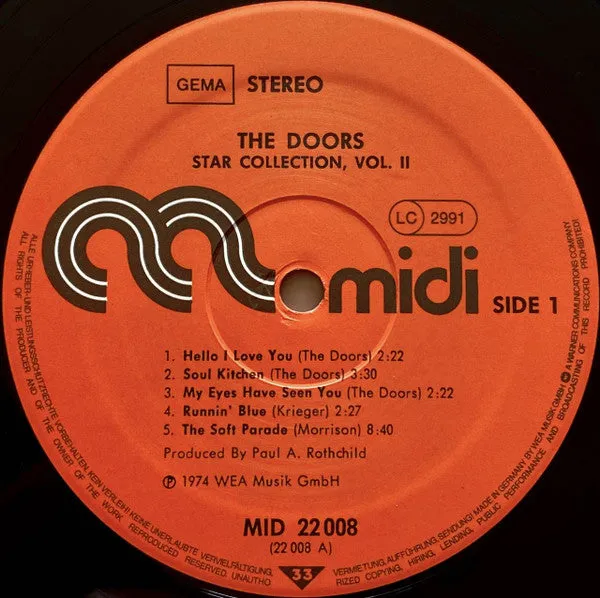 GEMA STEREO
THE DOORS
STAR COLLECTION, VOL. II
LC 2991
midi SIDE 1
1. Hello I Love You (The Doors) 2:22
2. Soul Kitchen (The Doors) 3:30
3. My Eyes Have Seen You (The Doors) 2:22
4. Runnin' Blue (Krieger) 2:27
5. The Soft Parade (Morrison) 8:40
Produced By Paul A. Rothchild
℗ 1974 WEA Musik GmbH
MID 22 008
(22 008 A)
33
ALLE URHEBER- UND LEISTUNGSSCHUTZRECHTE VORBEHALTEN. KEIN VERLEIH! KEINE UNERLAUBTE VERVIELFÄLTIGUNG, VERMIETUNG, AUFFÜHRUNG, SENDUNG! MADE IN GERMANY BY WEA MUSIK GMBH A WARNER COMMUNICATIONS COMPANY
ALL RIGHTS OF THE PRODUCER AND OF THE OWNER OF THE WORK REPRODUCED RESERVED. UNAUTHORIZED COPYING, HIRING, LENDING, PUBLIC PERFORMANCE AND BROADCASTING OF THIS RECORD PROHIBITED!